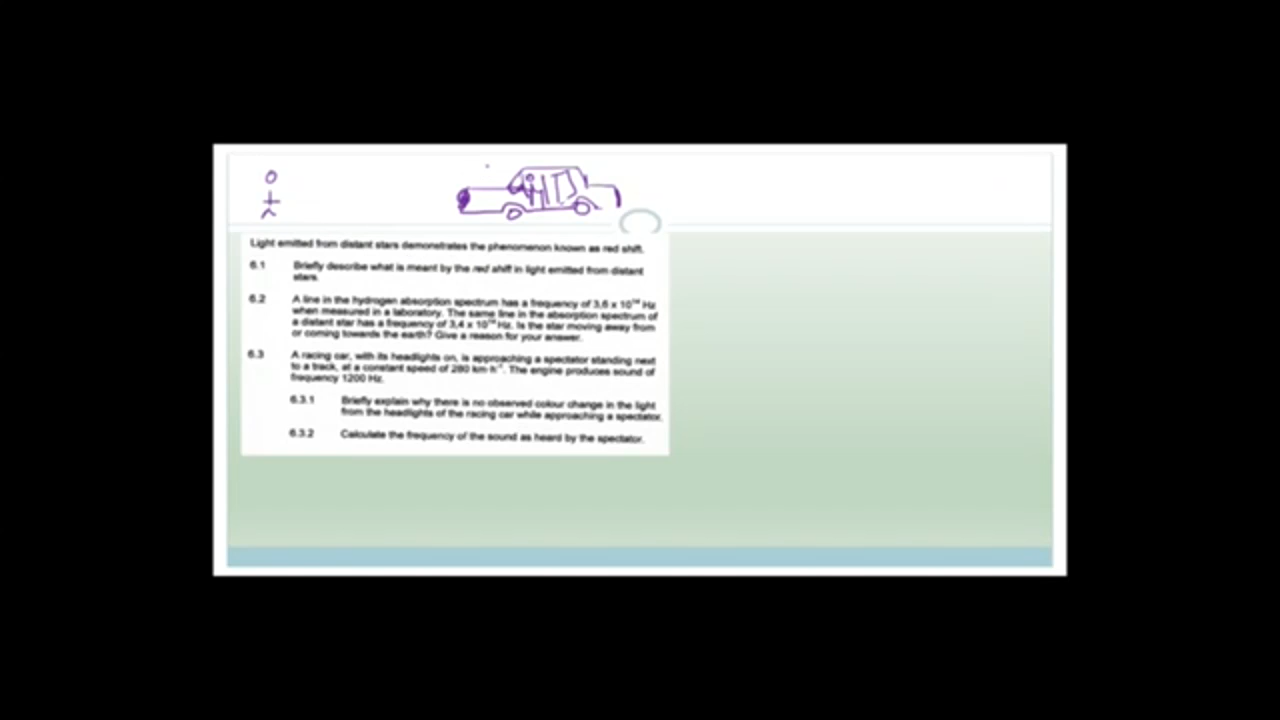 Light emitted from distant stars demonstrates the phenomenon known as red shift.
6.1 Briefly describe what is meant by the red shift in light emitted from distant
stars.
6.2 A line in the hydrogen absorption spectrum has a frequency of 3,6 x 10¹⁴ Hz
when measured in a laboratory. The same line in the absorption spectrum of
a distant star has a frequency of 3,4 x 10¹⁴ Hz. Is the star moving away from
or coming towards the earth? Give a reason for your answer.
6.3 A racing car, with its headlights on, is approaching a spectator standing next
to a track, at a constant speed of 280 km·h⁻¹. The engine produces sound of
frequency 1200 Hz.
6.3.1 Briefly explain why there is no observed colour change in the light
from the headlights of the racing car while approaching a spectator.
6.3.2 Calculate the frequency of the sound as heard by the spectator.